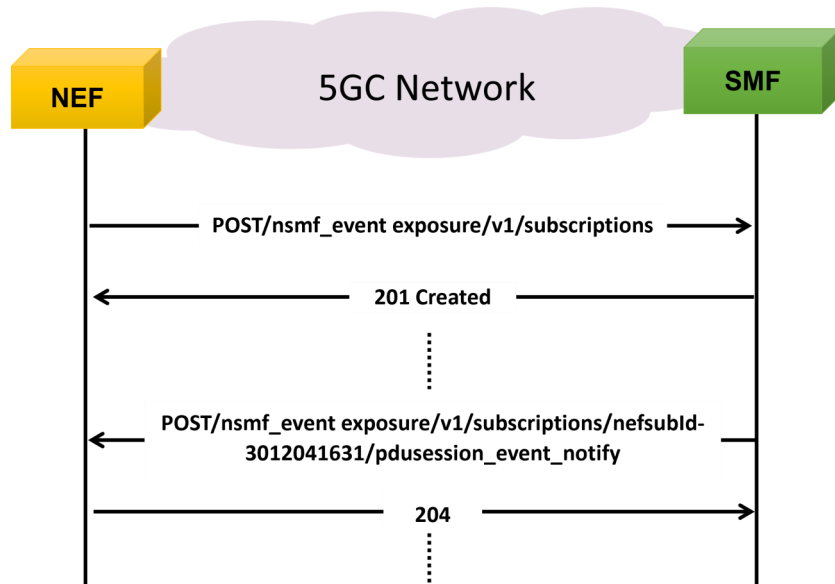 5GC Network
NEF
SMF
POST/nsmf_event exposure/v1/subscriptions
201 Created
POST/nsmf_event exposure/v1/subscriptions/nefsubId-
3012041631/pdusession_event_notify
204